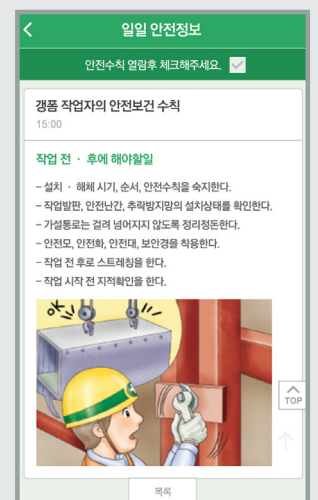 일일 안전정보
안전수칙 열람후 체크해주세요.
갱폼 작업자의 안전보건 수칙
15:00
작업 전 · 후에 해야할일
- 설치 · 해체 시기, 순서, 안전수칙을 숙지한다.
- 작업발판, 안전난간, 추락방지망의 설치상태를 확인한다.
- 가설통로는 걸려 넘어지지 않도록 정리정돈한다.
- 안전모, 안전화, 안전대, 보안경을 착용한다.
- 작업 전 후로 스트레칭을 한다.
- 작업 시작 전 지적확인을 한다.
OK
TOP
목록